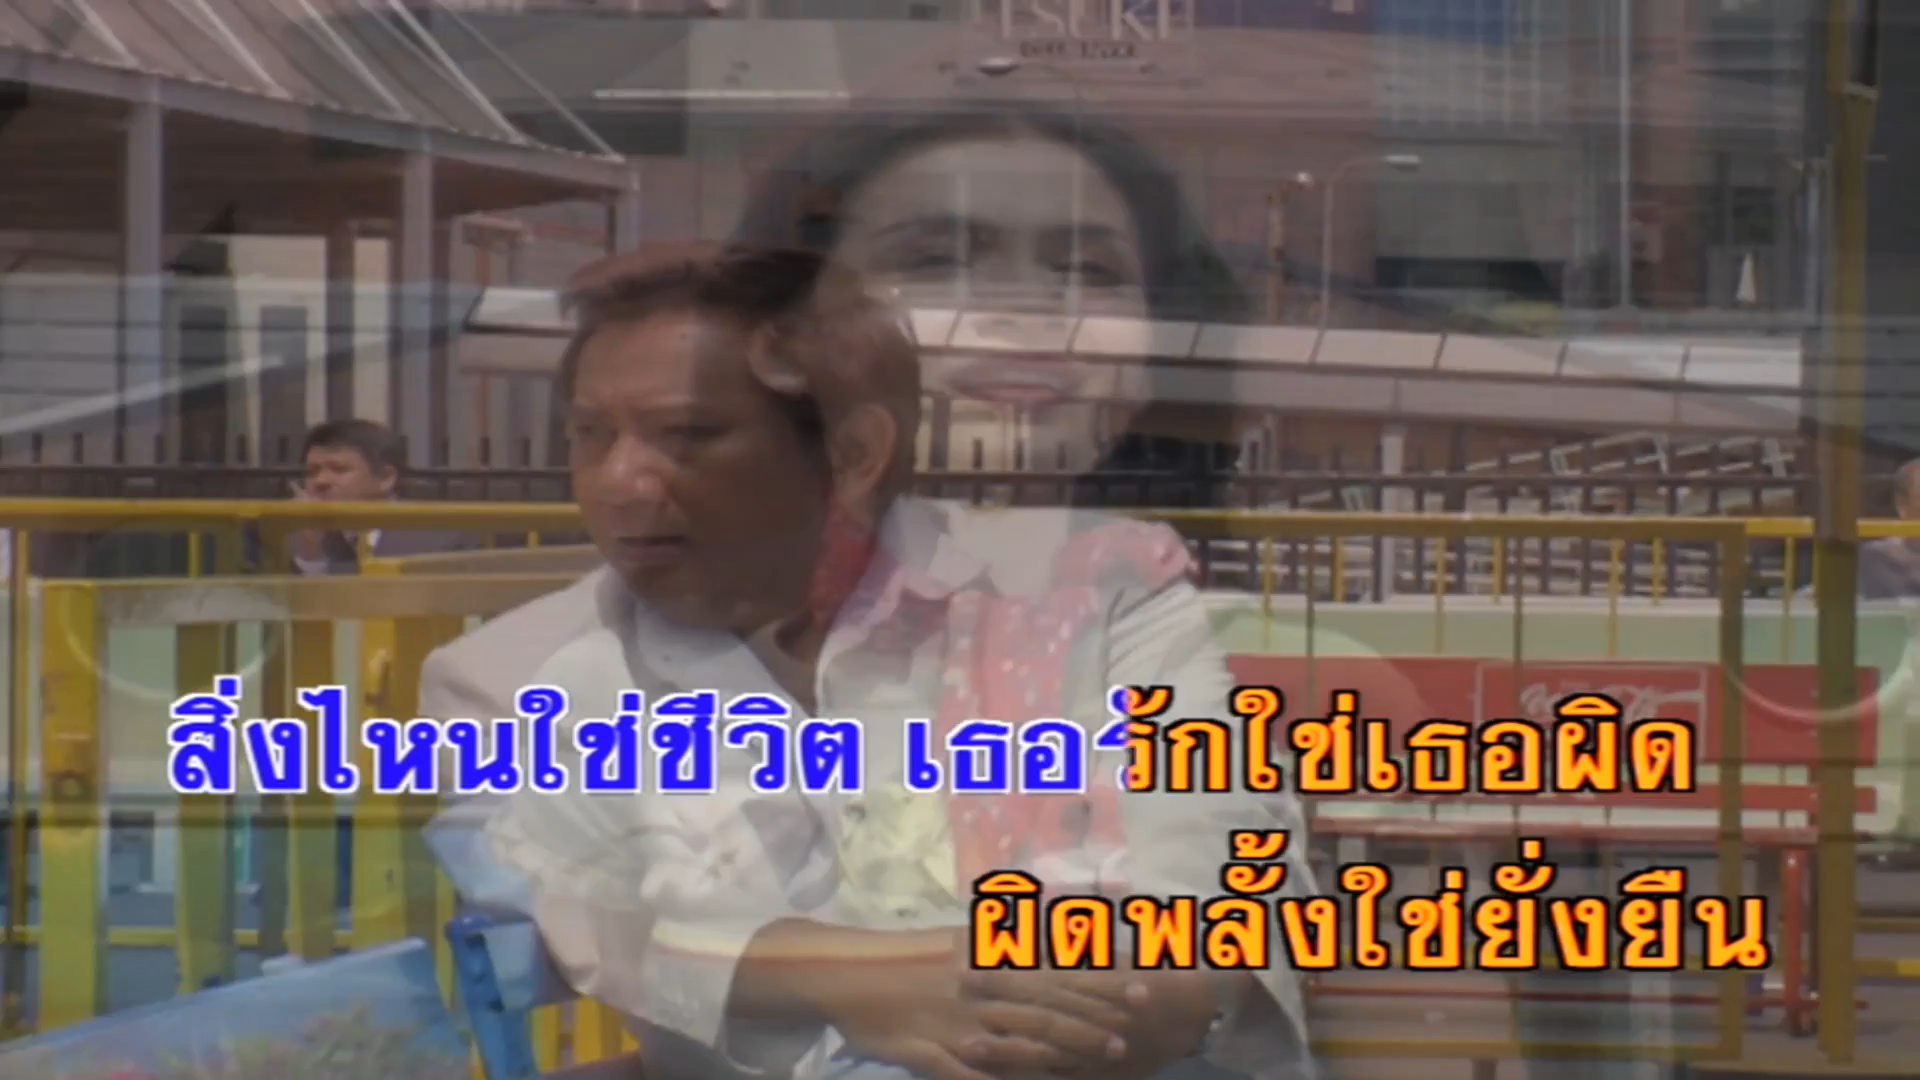 สิ่งไหนใช่ชีวิต เธอรักใช่เธอผิด
ผิดพลั้งใช่ยั่งยืน